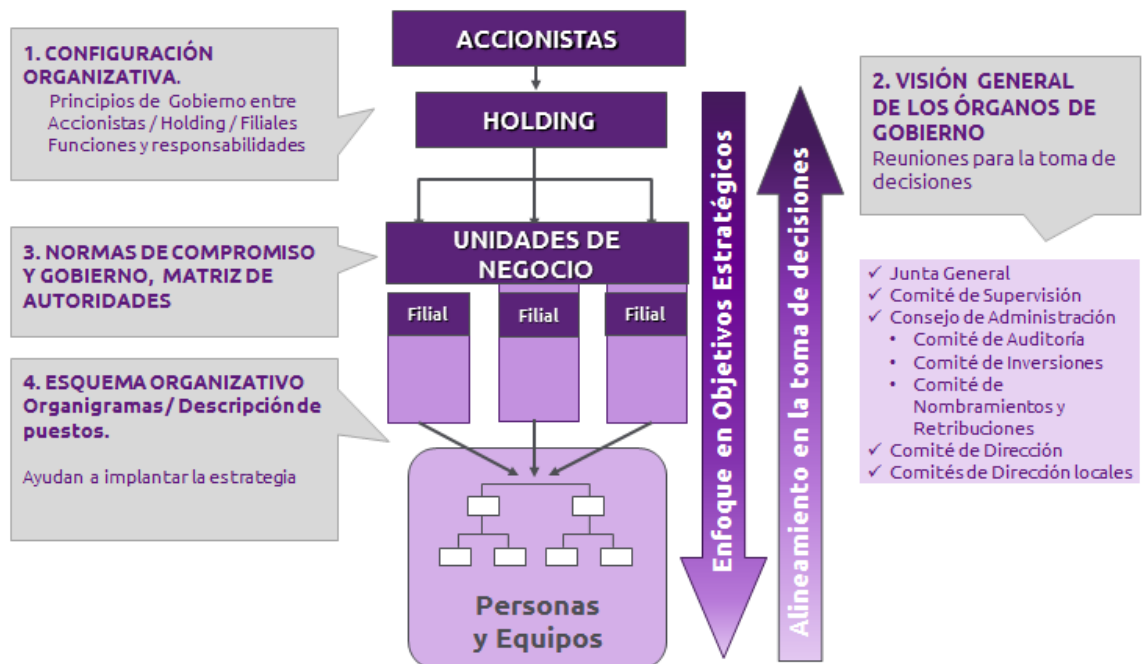 ACCIONISTAS
1. CONFIGURACIÓN
ORGANIZATIVA.
Principios de Gobierno entre
Accionistas / Holding / Filiales
Funciones y responsabilidades
HOLDING
2. VISIÓN GENERAL
DE LOS ÓRGANOS DE
GOBIERNO
Reuniones para la toma de
decisiones
3. NORMAS DE COMPROMISO
Y GOBIERNO, MATRIZ DE
AUTORIDADES
UNIDADES DE
NEGOCIO
Filial
Filial
Filial
4. ESQUEMA ORGANIZATIVO
Organigramas / Descripción de
puestos.
Ayudan a implantar la estrategia
Personas
y Equipos
Enfoque en Objetivos Estratégicos
Alineamiento en la toma de decisiones
✓ Junta General
✓ Comité de Supervisión
✓ Consejo de Administración
• Comité de Auditoría
• Comité de Inversiones
• Comité de
Nombramientos y
Retribuciones
✓ Comité de Dirección
✓ Comités de Dirección locales